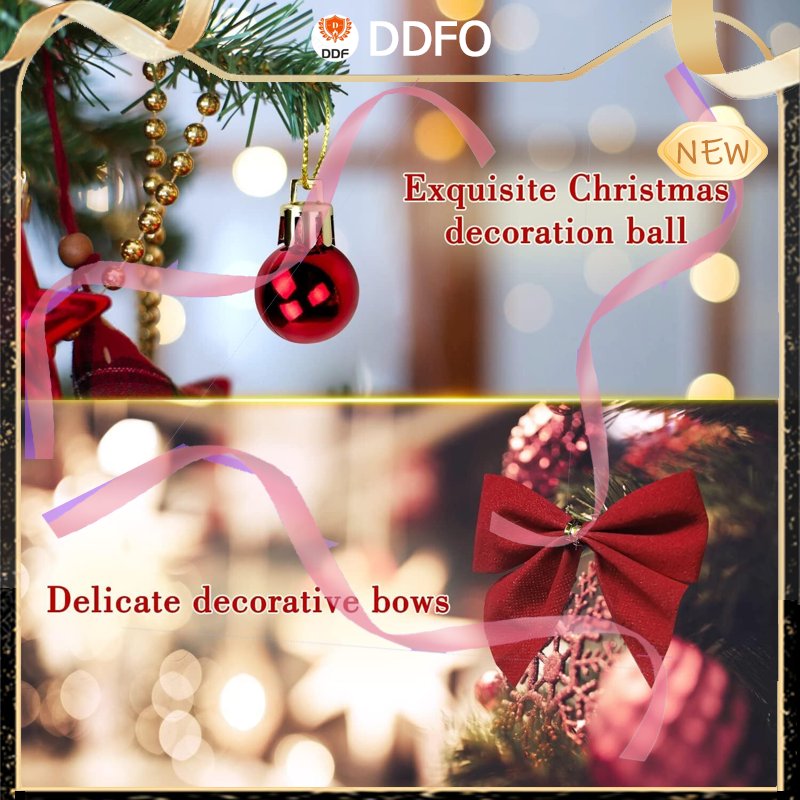 DDF DDFO
NEW
Exquisite Christmas
decoration ball
Delicate decorative bows